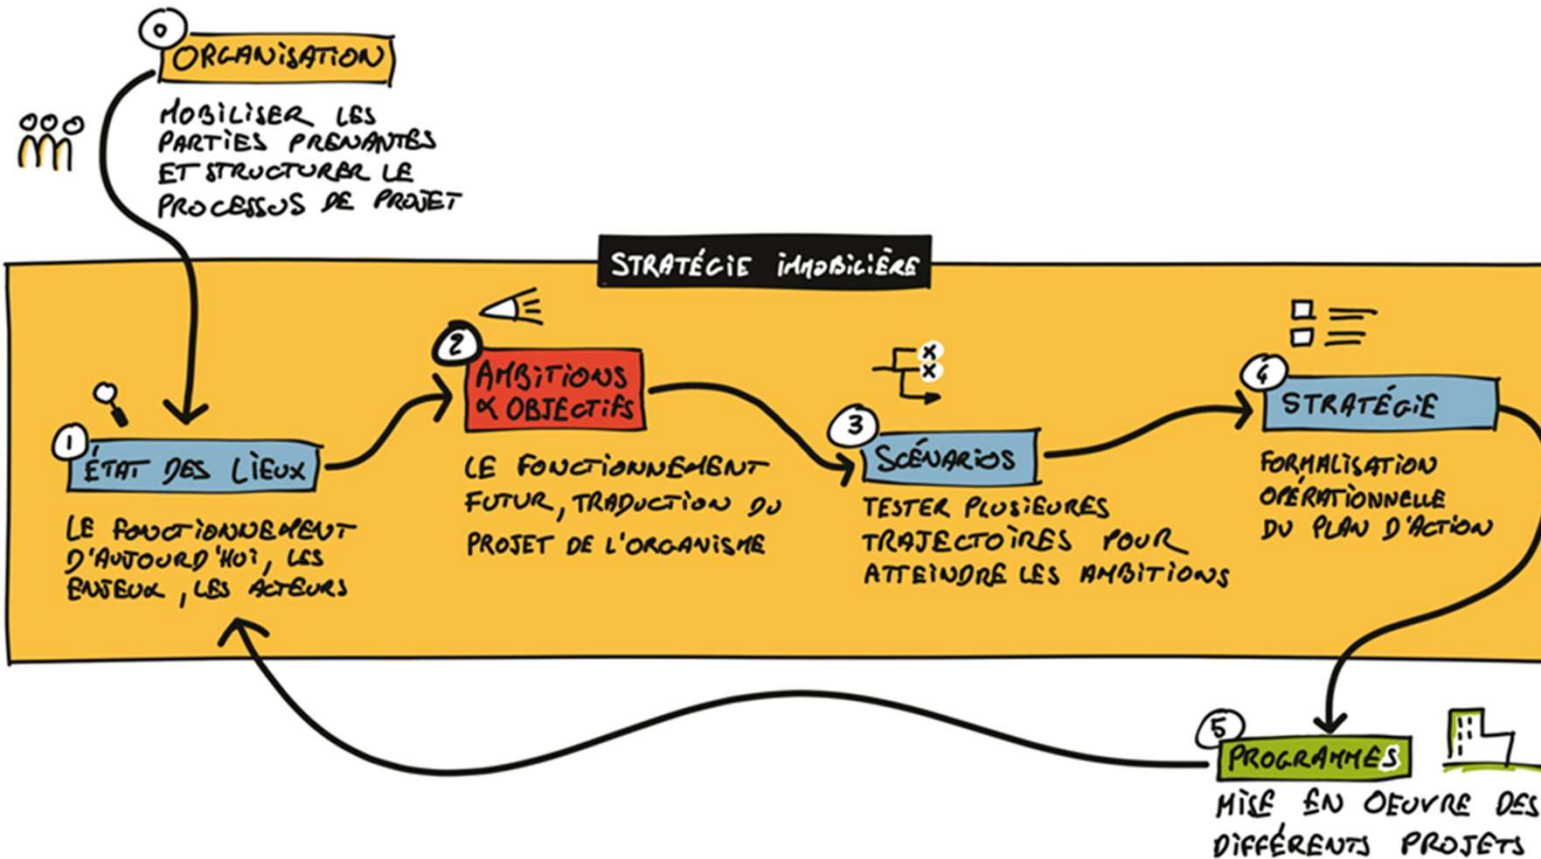 0
ORGANISATION
MOBILISER LES
PARTIES PRENANTES
ET STRUCTURER LE
PROCESSUS DE PROJET
STRATÉGIE IMMOBILIÈRE
1
ÉTAT DES LIEUX
LE FONCTIONNEMENT
D'AUJOURD'HUI, LES
ENJEUX, LES ACTEURS
2
AMBITIONS
& OBJECTIFS
LE FONCTIONNEMENT
FUTUR, TRADUCTION DU
PROJET DE L'ORGANISME
3
SCÉNARIOS
TESTER PLUSIEURES
TRAJECTOIRES POUR
ATTEINDRE LES AMBITIONS
4
STRATÉGIE
FORMALISATION
OPÉRATIONNELLE
DU PLAN D'ACTION
5
PROGRAMMES
MISE EN OEUVRE DES
DIFFÉRENTS PROJETS